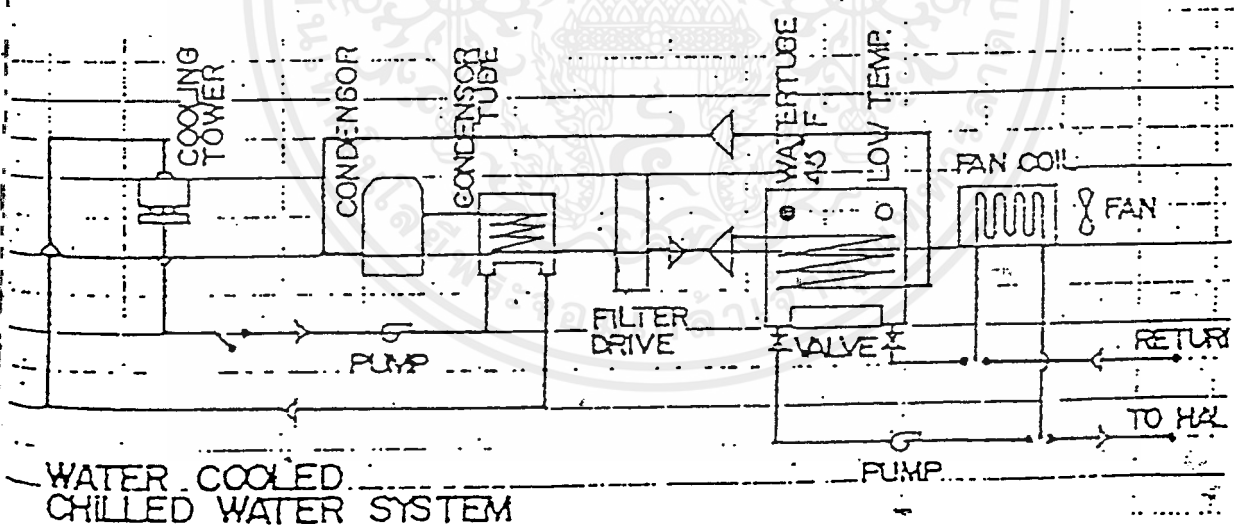 COOLING
TOWER
CONDENSOR
CONDENSOR
TUBE
WATERTUBE
45 F.
LOW TEMP.
FAN COIL
FAN
FILTER
DRIVE
PUMP
VALVE
RETUR
TO HAL
PUMP
WATER COOLED
CHILLED WATER SYSTEM